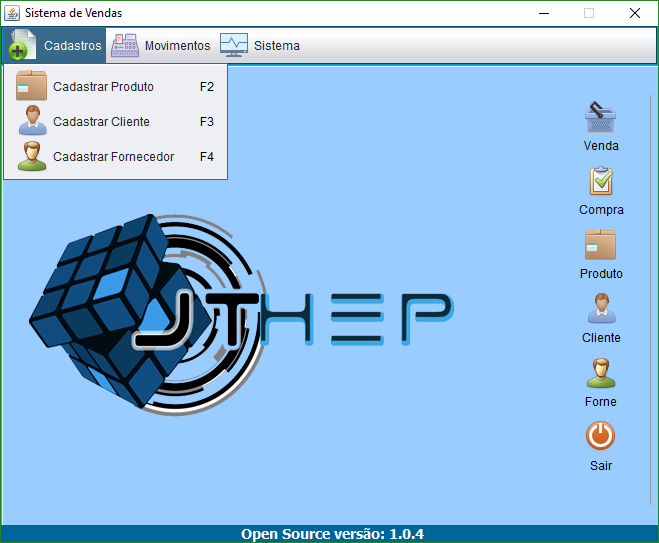 Sistema de Vendas
Cadastros Movimentos Sistema
Cadastrar Produto F2
Cadastrar Cliente F3
Cadastrar Fornecedor F4
Venda
Compra
Produto
Cliente
Forne
Sair
JTHEP
Open Source versão: 1.0.4